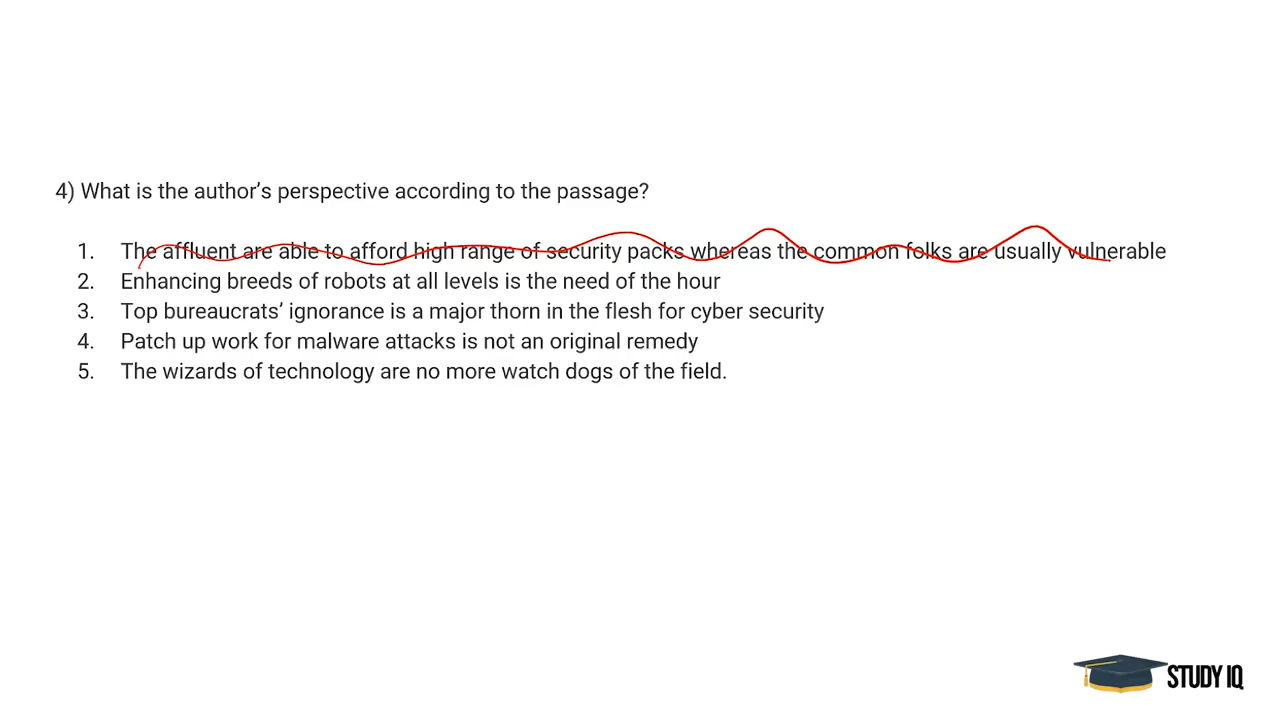 4) What is the author’s perspective according to the passage?
1. The affluent are able to afford high range of security packs whereas the common folks are usually vulnerable
2. Enhancing breeds of robots at all levels is the need of the hour
3. Top bureaucrats’ ignorance is a major thorn in the flesh for cyber security
4. Patch up work for malware attacks is not an original remedy
5. The wizards of technology are no more watch dogs of the field.
STUDY IQ